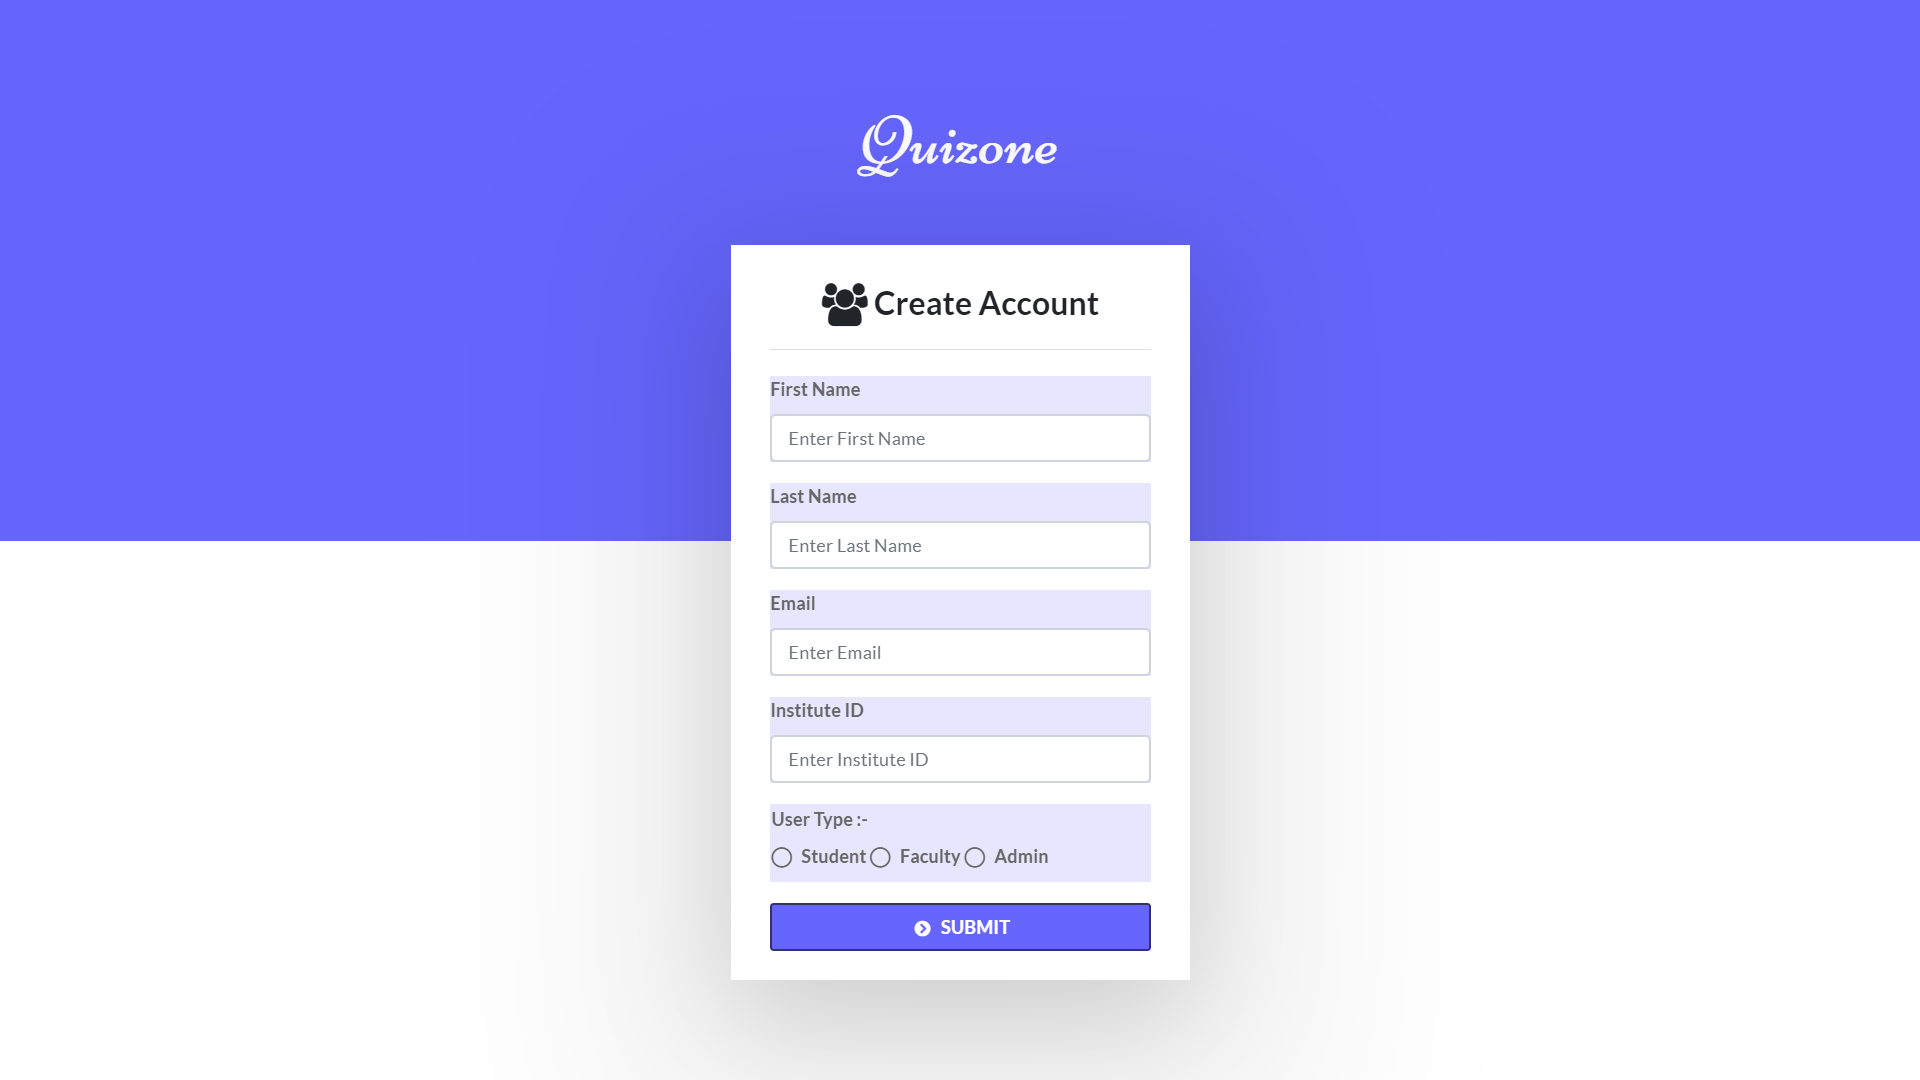 Quizone
Create Account
First Name
Enter First Name
Last Name
Enter Last Name
Email
Enter Email
Institute ID
Enter Institute ID
User Type :-
Student Faculty Admin
SUBMIT